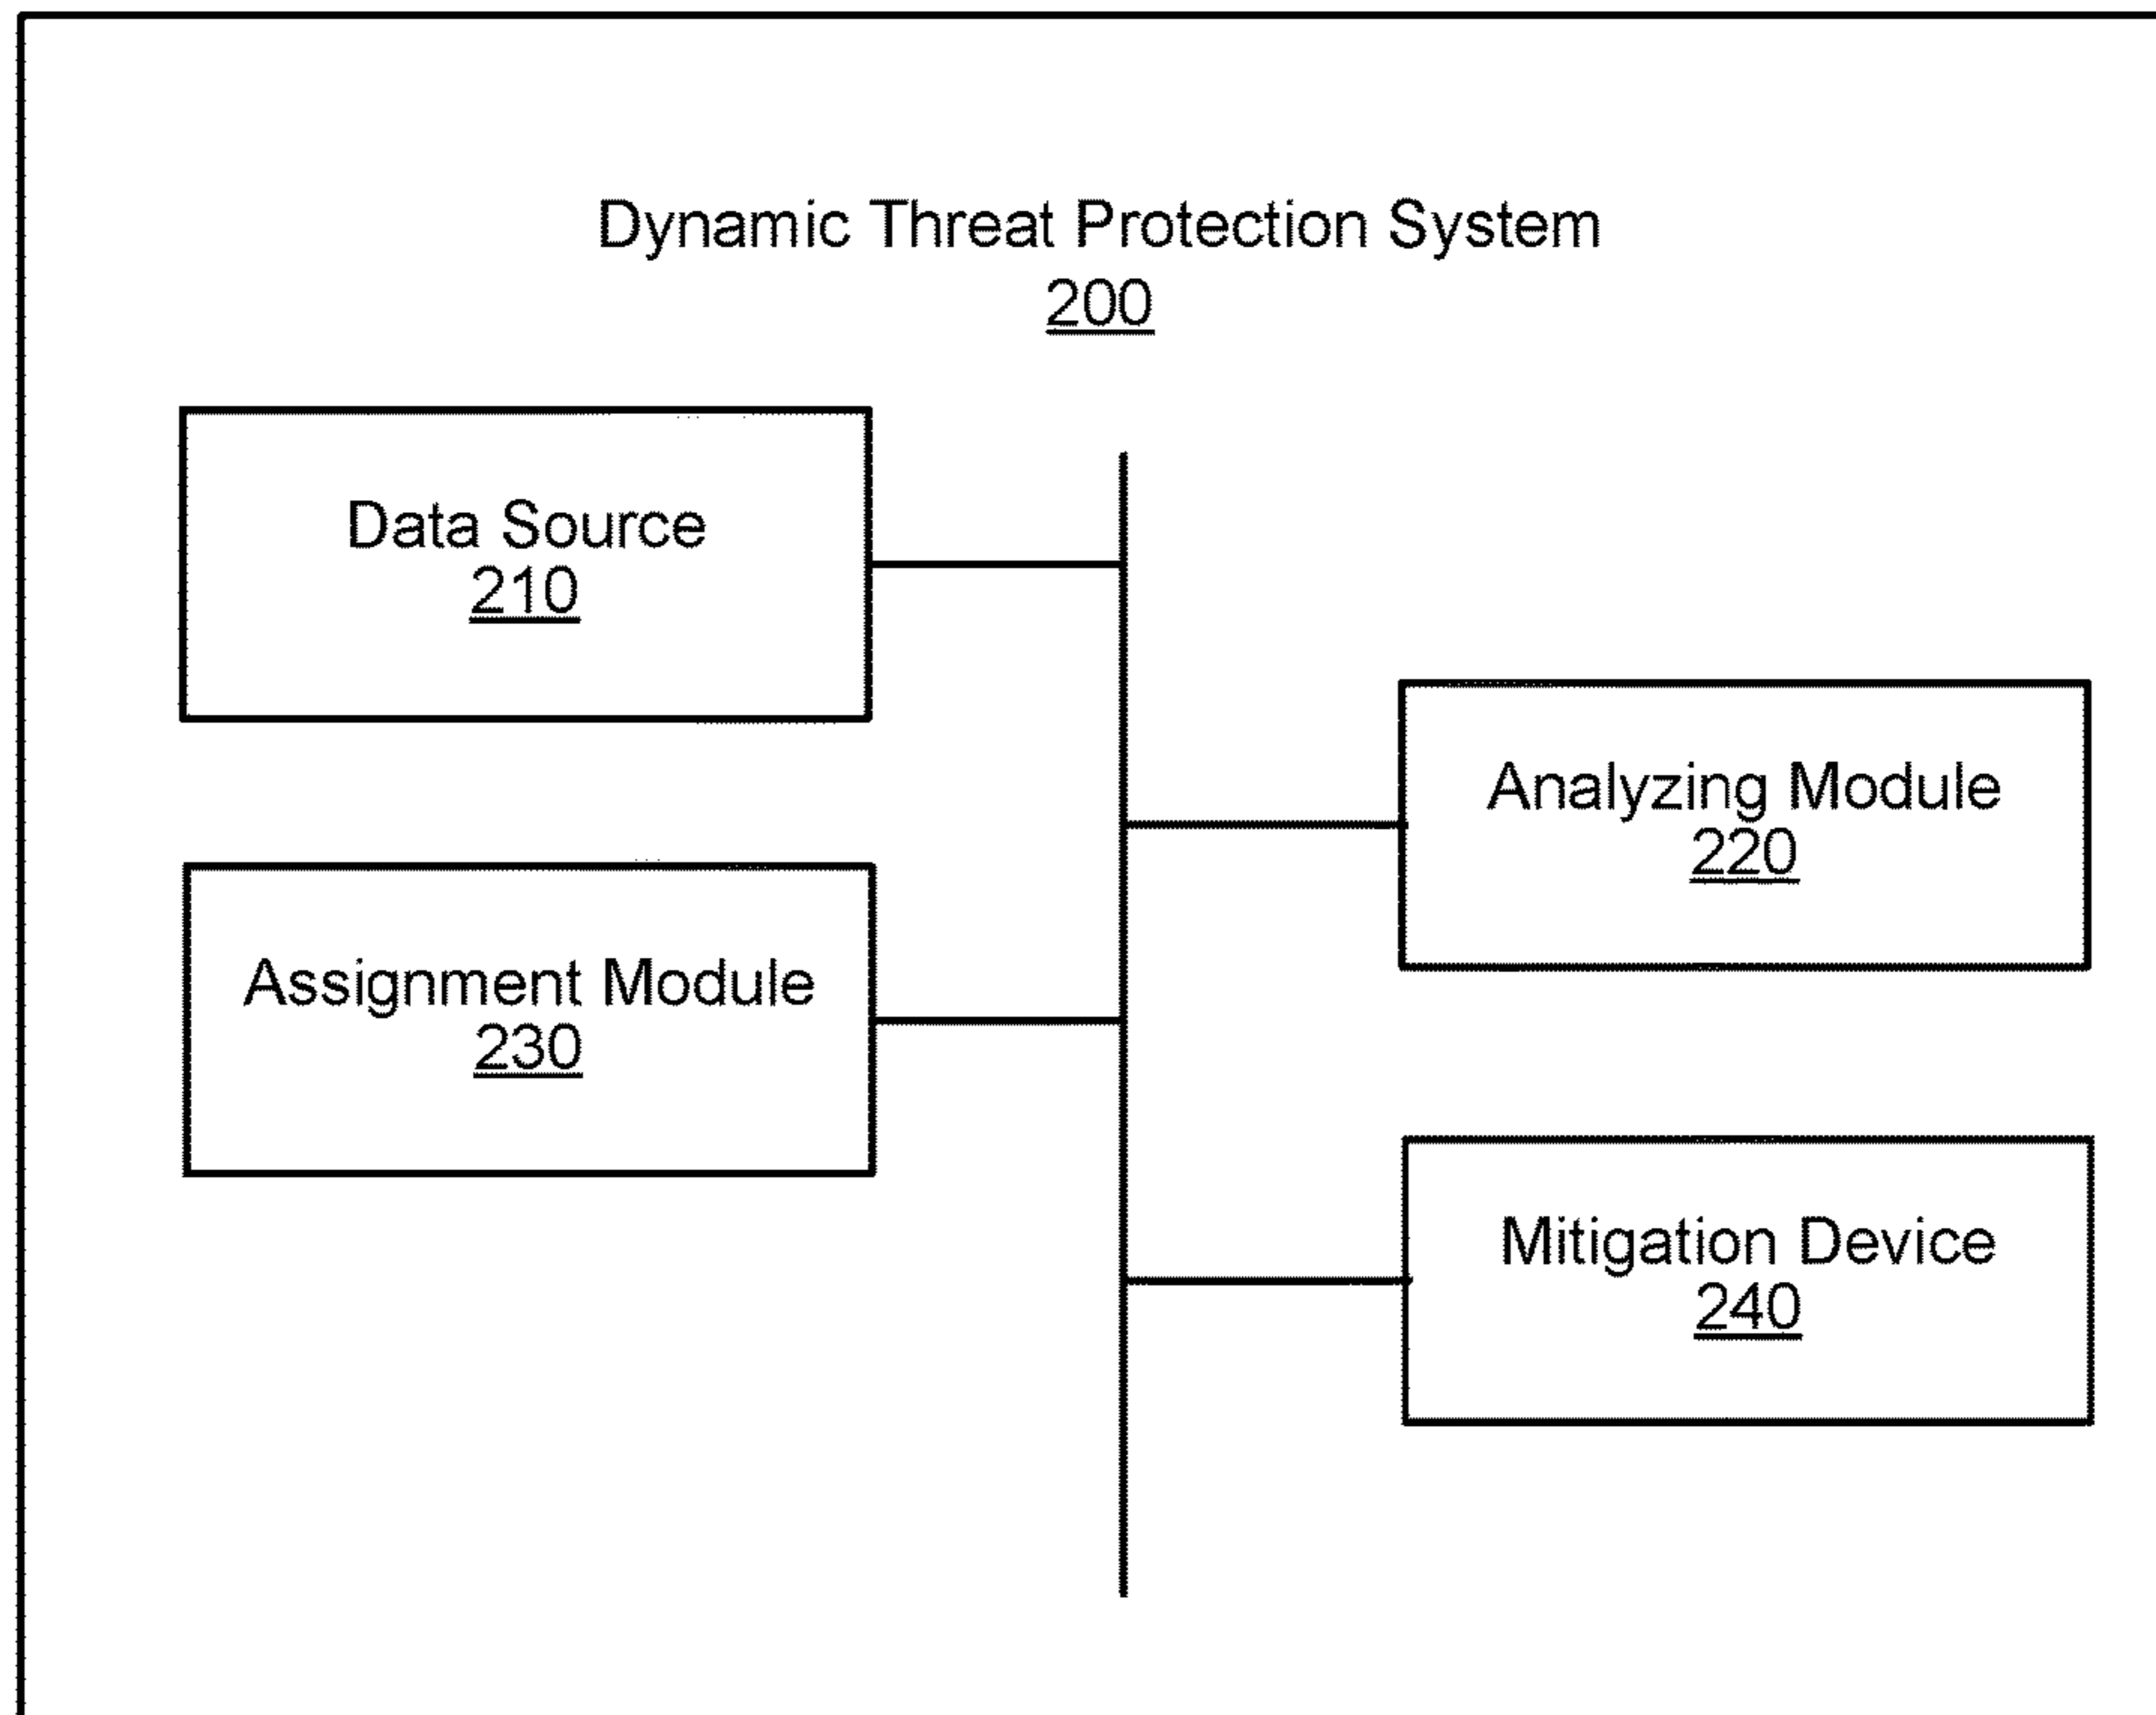 Dynamic Threat Protection System
200
Data Source
210
Analyzing Module
220
Assignment Module
230
Mitigation Device
240